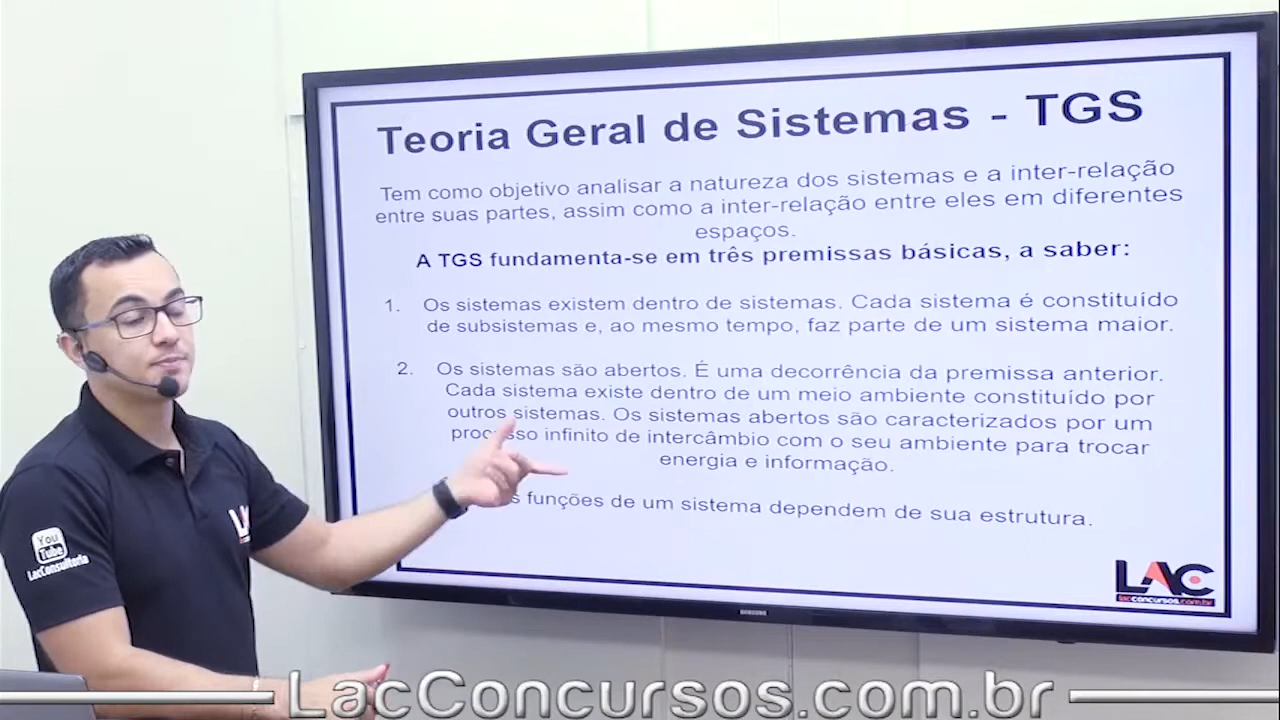 Teoria Geral de Sistemas - TGS
Tem como objetivo analisar a natureza dos sistemas e a inter-relação
entre suas partes, assim como a inter-relação entre eles em diferentes
espaços.
A TGS fundamenta-se em três premissas básicas, a saber:
1. Os sistemas existem dentro de sistemas. Cada sistema é constituído
de subsistemas e, ao mesmo tempo, faz parte de um sistema maior.
2. Os sistemas são abertos. É uma decorrência da premissa anterior.
Cada sistema existe dentro de um meio ambiente constituído por
outros sistemas. Os sistemas abertos são caracterizados por um
processo infinito de intercâmbio com o seu ambiente para trocar
energia e informação.
funções de um sistema dependem de sua estrutura.
LAC
lacconcursos.com.br
You
Tube
LacConsultoria
LacConcursos.com.br